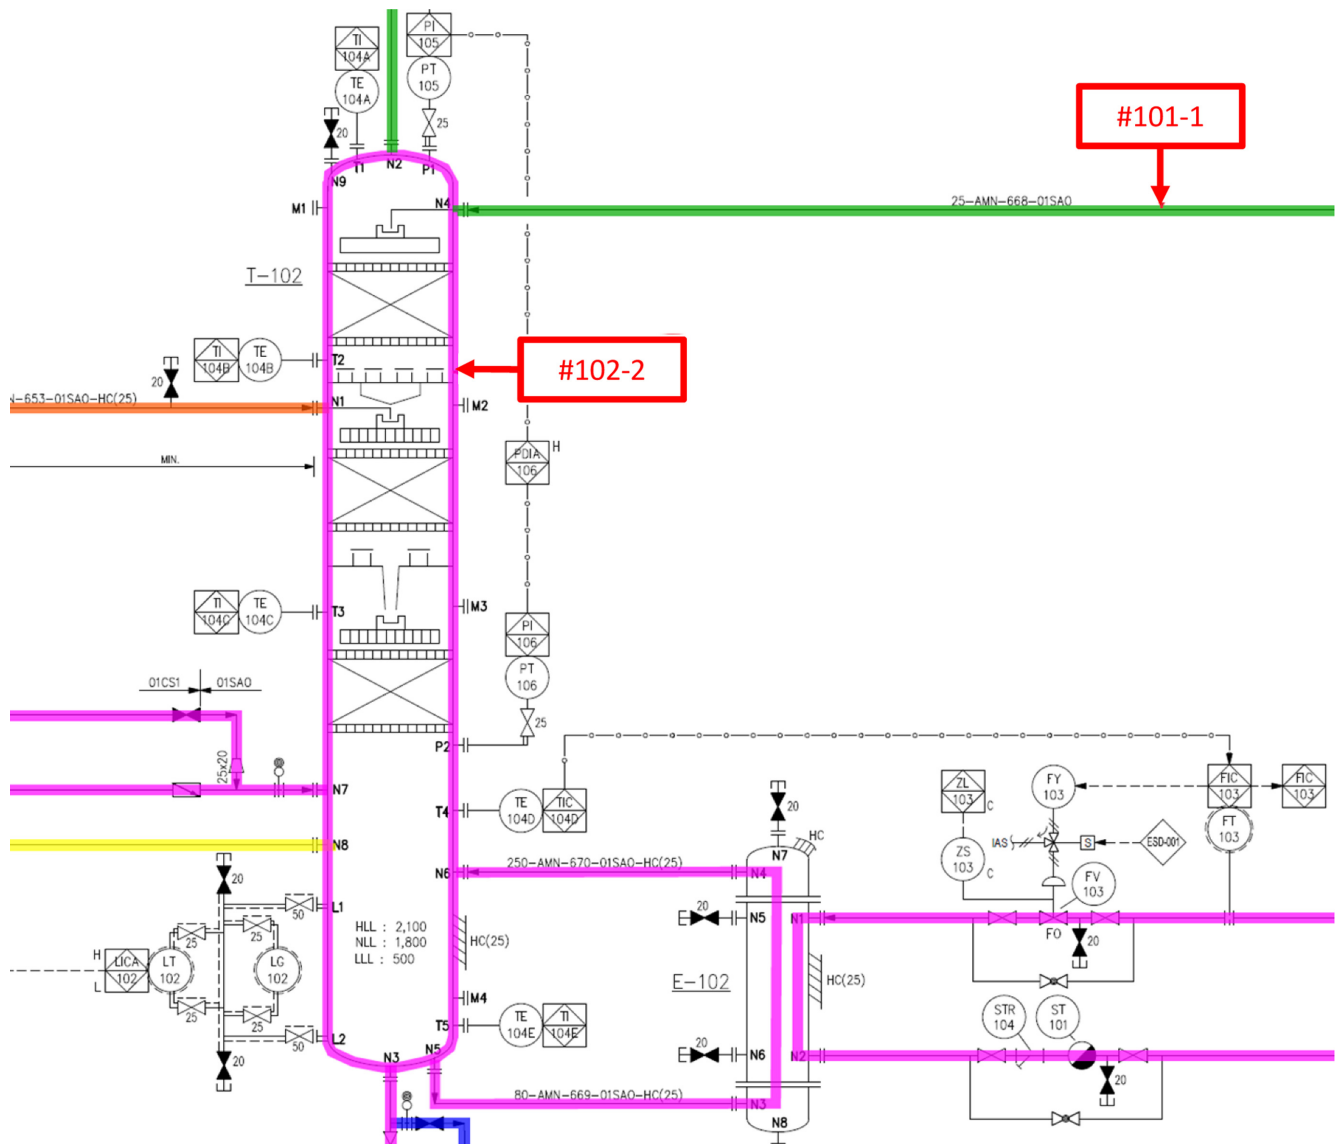 TI
104A
TE
104A
PI
105
PT
105
20
25
#101-1
N9
T1
N2
P1
M1
N4
25-AMN-668-01SAO
T-102
TI
104B
TE
104B
T2
#102-2
20
N-653-01SAO-HC(25)
N1
M2
PDIA
106
H
MIN.
TI
104C
TE
104C
T3
M3
PI
106
PT
106
01CS1
01SAO
25
P2
25x20
N7
TE
104D
TIC
104D
T4
ZL
103
C
FY
103
FIC
103
FIC
103
FT
103
20
HC
IAS
S
ESD-001
ZS
103
C
N8
N6
250-AMN-670-01SAO-HC(25)
N7
N4
FV
103
20
L1
50
25
25
HLL : 2,100
NLL : 1,800
LLL : 500
HC(25)
20
N5
N1
FO
20
H
LICA
102
L
LT
102
LG
102
E-102
HC(25)
M4
25
25
T5
TE
104E
TI
104E
STR
104
ST
101
L2
50
20
N6
N2
20
N3
N5
20
80-AMN-669-01SAO-HC(25)
N3
N8